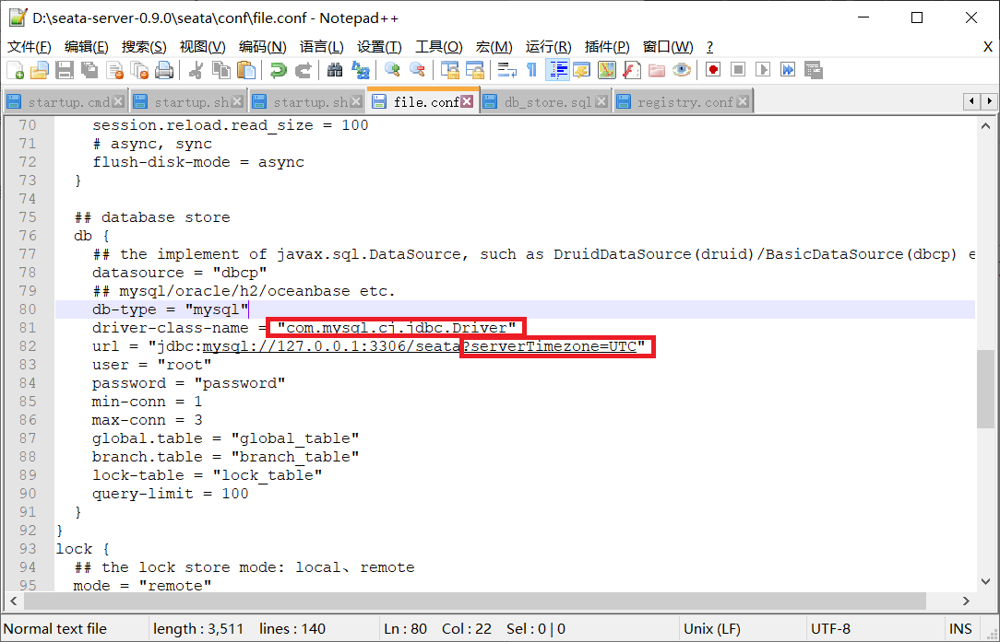 D:\seata-server-0.9.0\seata\conf\file.conf - Notepad++
文件(F) 编辑(E) 搜索(S) 视图(V) 编码(N) 语言(L) 设置(T) 工具(O) 宏(M) 运行(R) 插件(P) 窗口(W) ? X
startup.cmd startup.sh startup.sh file.conf db_store.sql registry.conf
70 session.reload.read_size = 100
71 # async, sync
72 flush-disk-mode = async
73 }
74
75 ## database store
76 db {
77 ## the implement of javax.sql.DataSource, such as DruidDataSource(druid)/BasicDataSource(dbcp) e
78 datasource = "dbcp"
79 ## mysql/oracle/h2/oceanbase etc.
80 db-type = "mysql"
81 driver-class-name = "com.mysql.cj.jdbc.Driver"
82 url = "jdbc:mysql://127.0.0.1:3306/seata?serverTimezone=UTC"
83 user = "root"
84 password = "password"
85 min-conn = 1
86 max-conn = 3
87 global.table = "global_table"
88 branch.table = "branch_table"
89 lock-table = "lock_table"
90 query-limit = 100
91 }
92 }
93 lock {
94 ## the lock store mode: local、remote
95 mode = "remote"
Normal text file length : 3,511 lines : 140 Ln : 80 Col : 22 Sel : 0 | 0 Unix (LF) UTF-8 INS